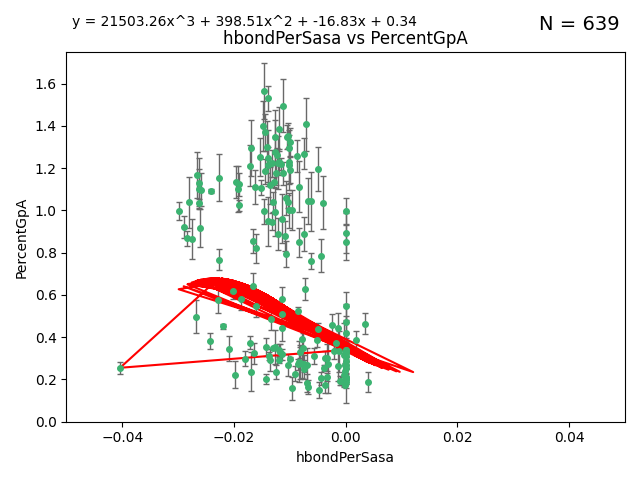 y = 21503.26x^3 + 398.51x^2 + -16.83x + 0.34
N = 639
hbondPerSasa vs PercentGpA
1.6
1.4
1.2
1.0
0.8
0.6
0.4
0.2
0.0
PercentGpA
−0.04 −0.02 0.00 0.02 0.04
hbondPerSasa